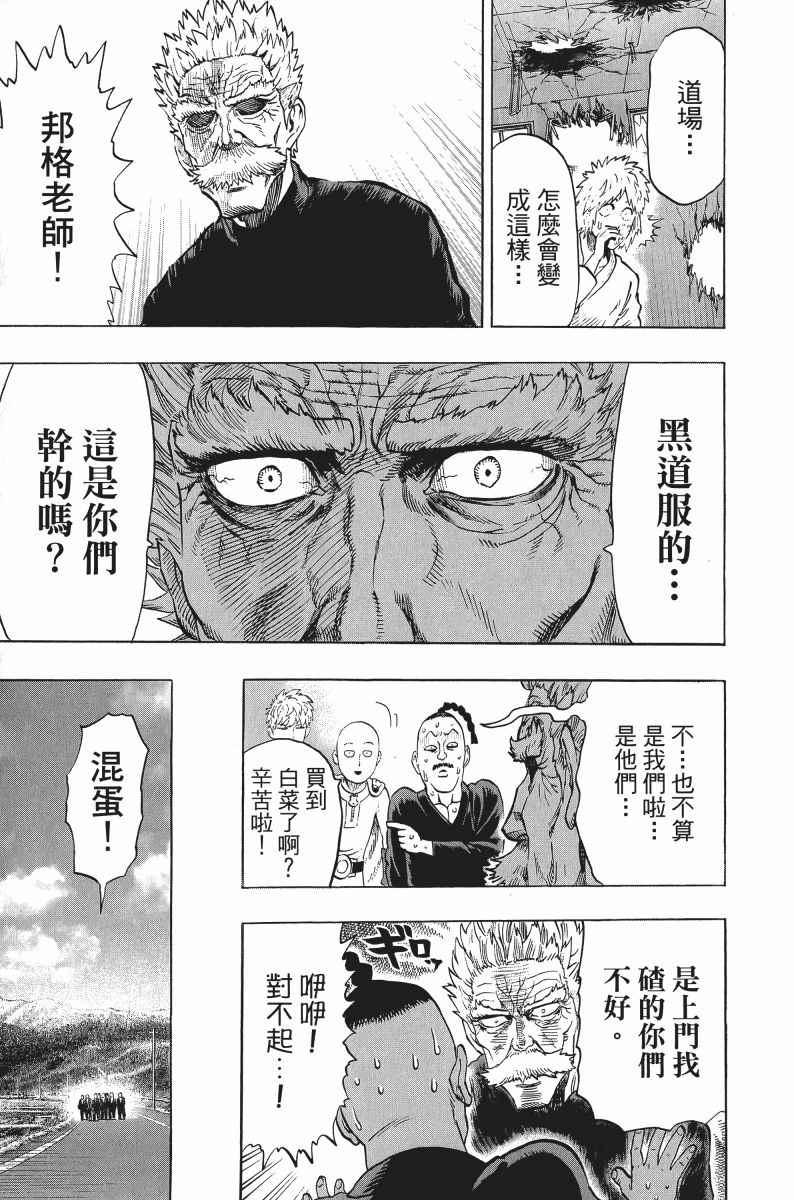 道場…
怎麼會變
成這樣…
邦格老師！
黑道服的…
這是你們
幹的嗎？
不…也不算
是我們啦…
是他們…
買到
白菜了啊？
辛苦啦！
是上門找
碴的你們
不好。
ギロッ
咿咿！
對不起…！
混蛋！